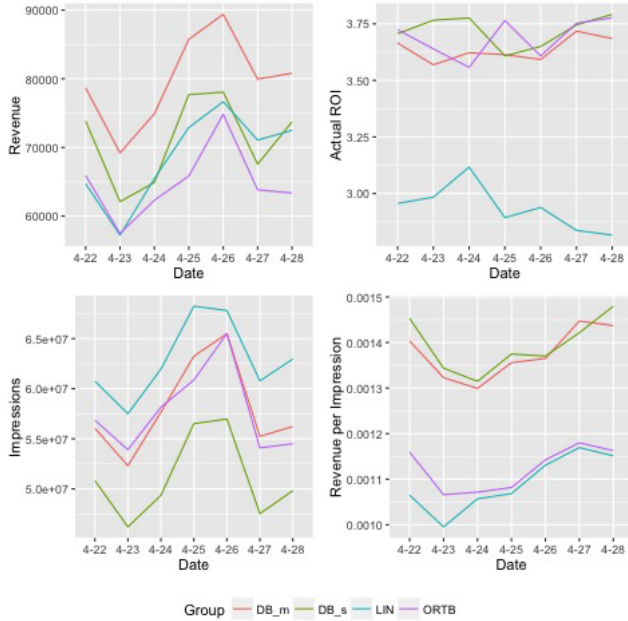 90000
80000
70000
60000
Revenue
4-22 4-23 4-24 4-25 4-26 4-27 4-28
Date
3.75
3.50
3.25
3.00
Actual ROI
4-22 4-23 4-24 4-25 4-26 4-27 4-28
Date
6.5e+07
6.0e+07
5.5e+07
5.0e+07
Impressions
4-22 4-23 4-24 4-25 4-26 4-27 4-28
Date
0.0015
0.0014
0.0013
0.0012
0.0011
0.0010
Revenue per Impression
4-22 4-23 4-24 4-25 4-26 4-27 4-28
Date
Group DB_m DB_s LIN ORTB